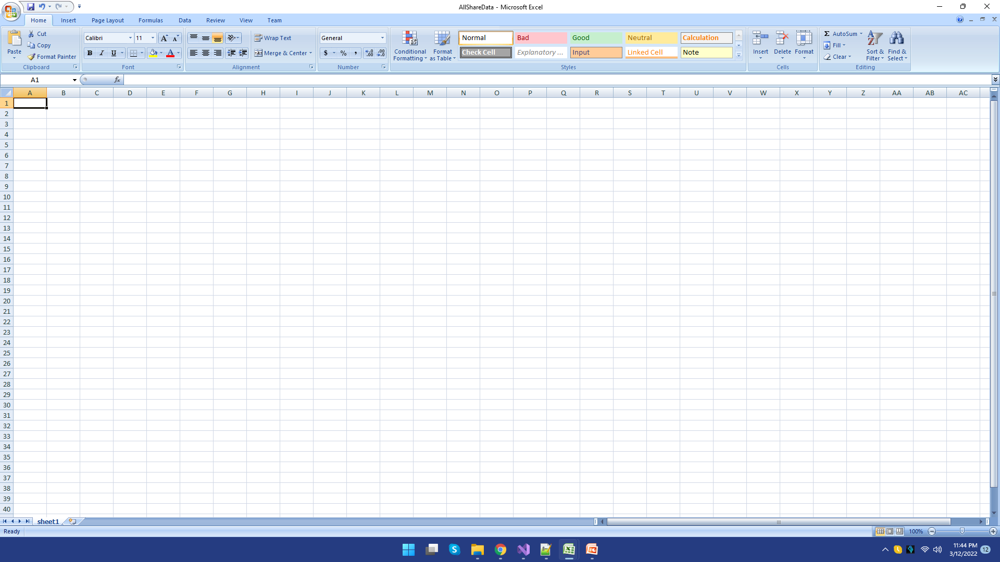 AllShareData - Microsoft Excel
Home Insert Page Layout Formulas Data Review View Team
Paste
Cut
Copy
Format Painter
Clipboard
Calibri 11
B I U
Font
Wrap Text
Merge & Center
Alignment
General
$ % ,
Number
Conditional Formatting
Format as Table
Normal Bad Good Neutral Calculation
Check Cell Explanatory ... Input Linked Cell Note
Styles
Insert Delete Format
Cells
Σ AutoSum
Fill
Clear
Sort & Filter
Find & Select
Editing
A1 fx
A B C D E F G H I J K L M N O P Q R S T U V W X Y Z AA AB AC
1
2
3
4
5
6
7
8
9
10
11
12
13
14
15
16
17
18
19
20
21
22
23
24
25
26
27
28
29
30
31
32
33
34
35
36
37
38
39
40
sheet1
Ready 100%
11:44 PM
3/12/2022 12